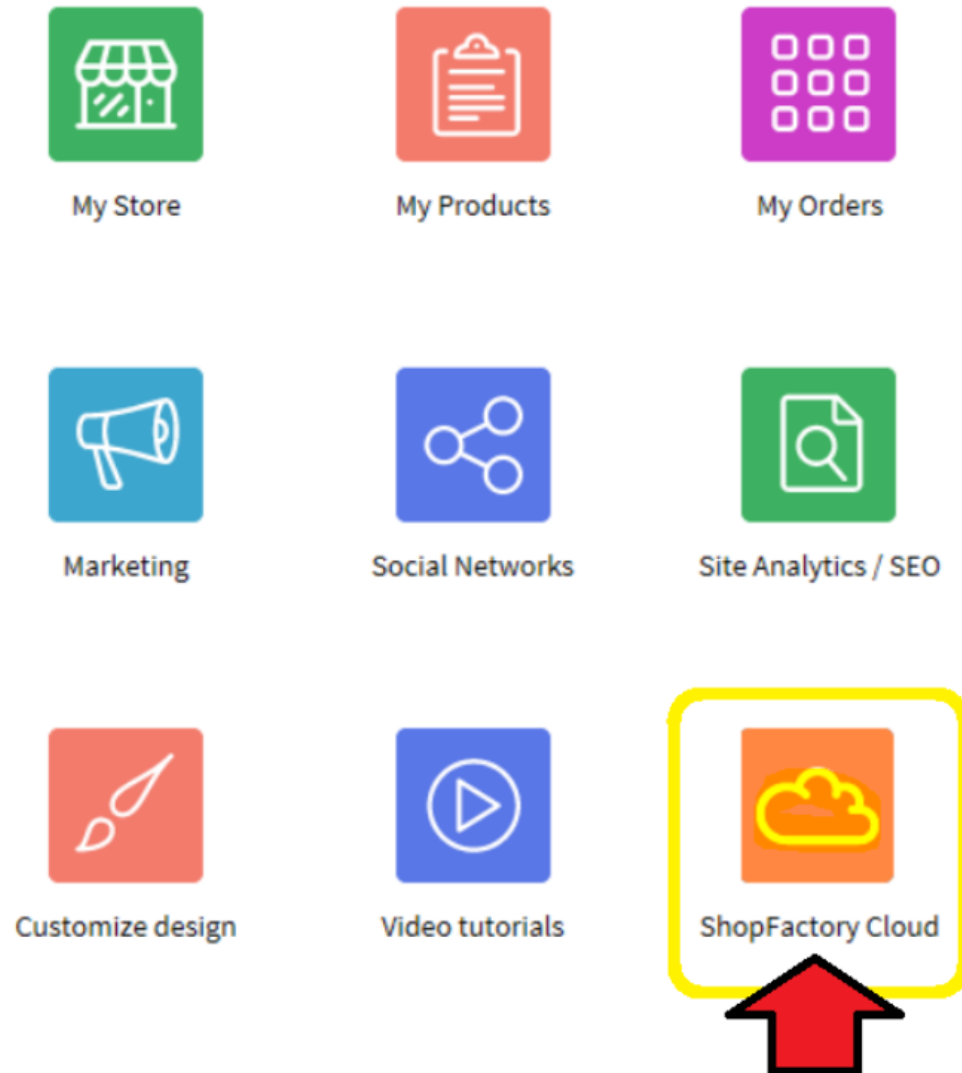 My Store
My Products
My Orders
Marketing
Social Networks
Site Analytics / SEO
Customize design
Video tutorials
ShopFactory Cloud